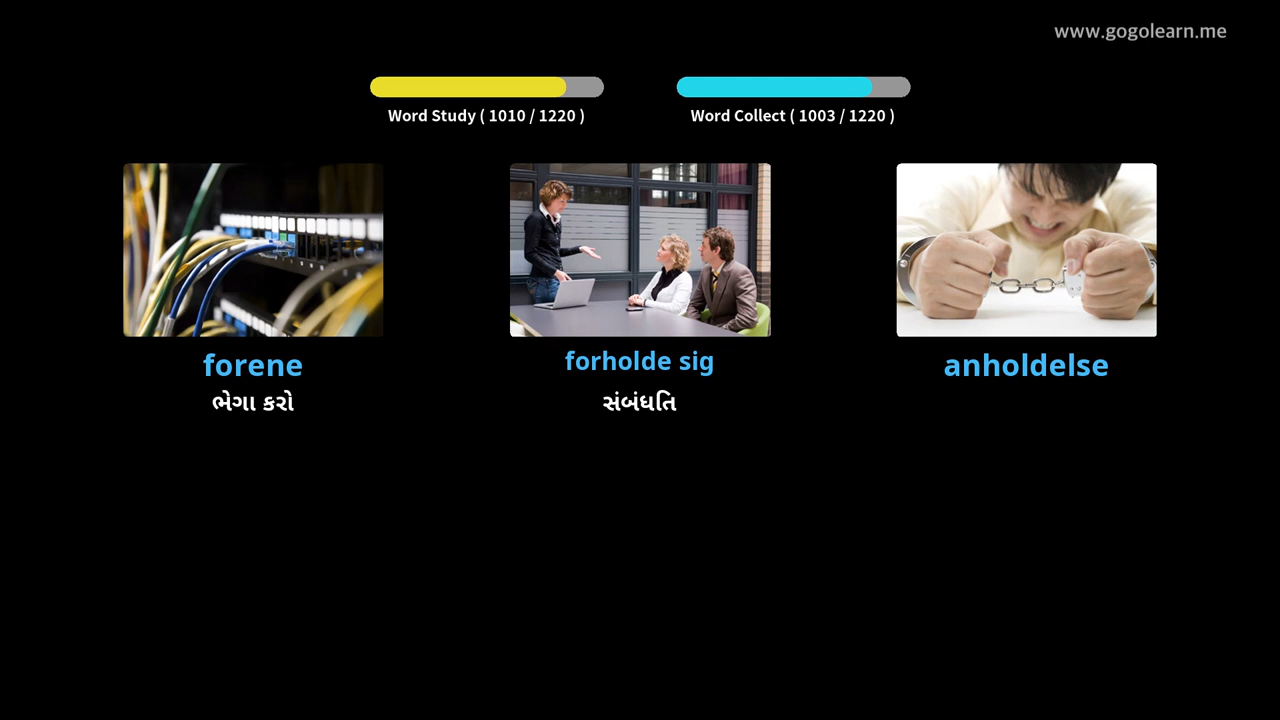 www.gogolearn.me
Word Study ( 1010 / 1220 )
Word Collect ( 1003 / 1220 )
forene
forholde sig
anholdelse
ભેગા કરો
સંબંધતિ